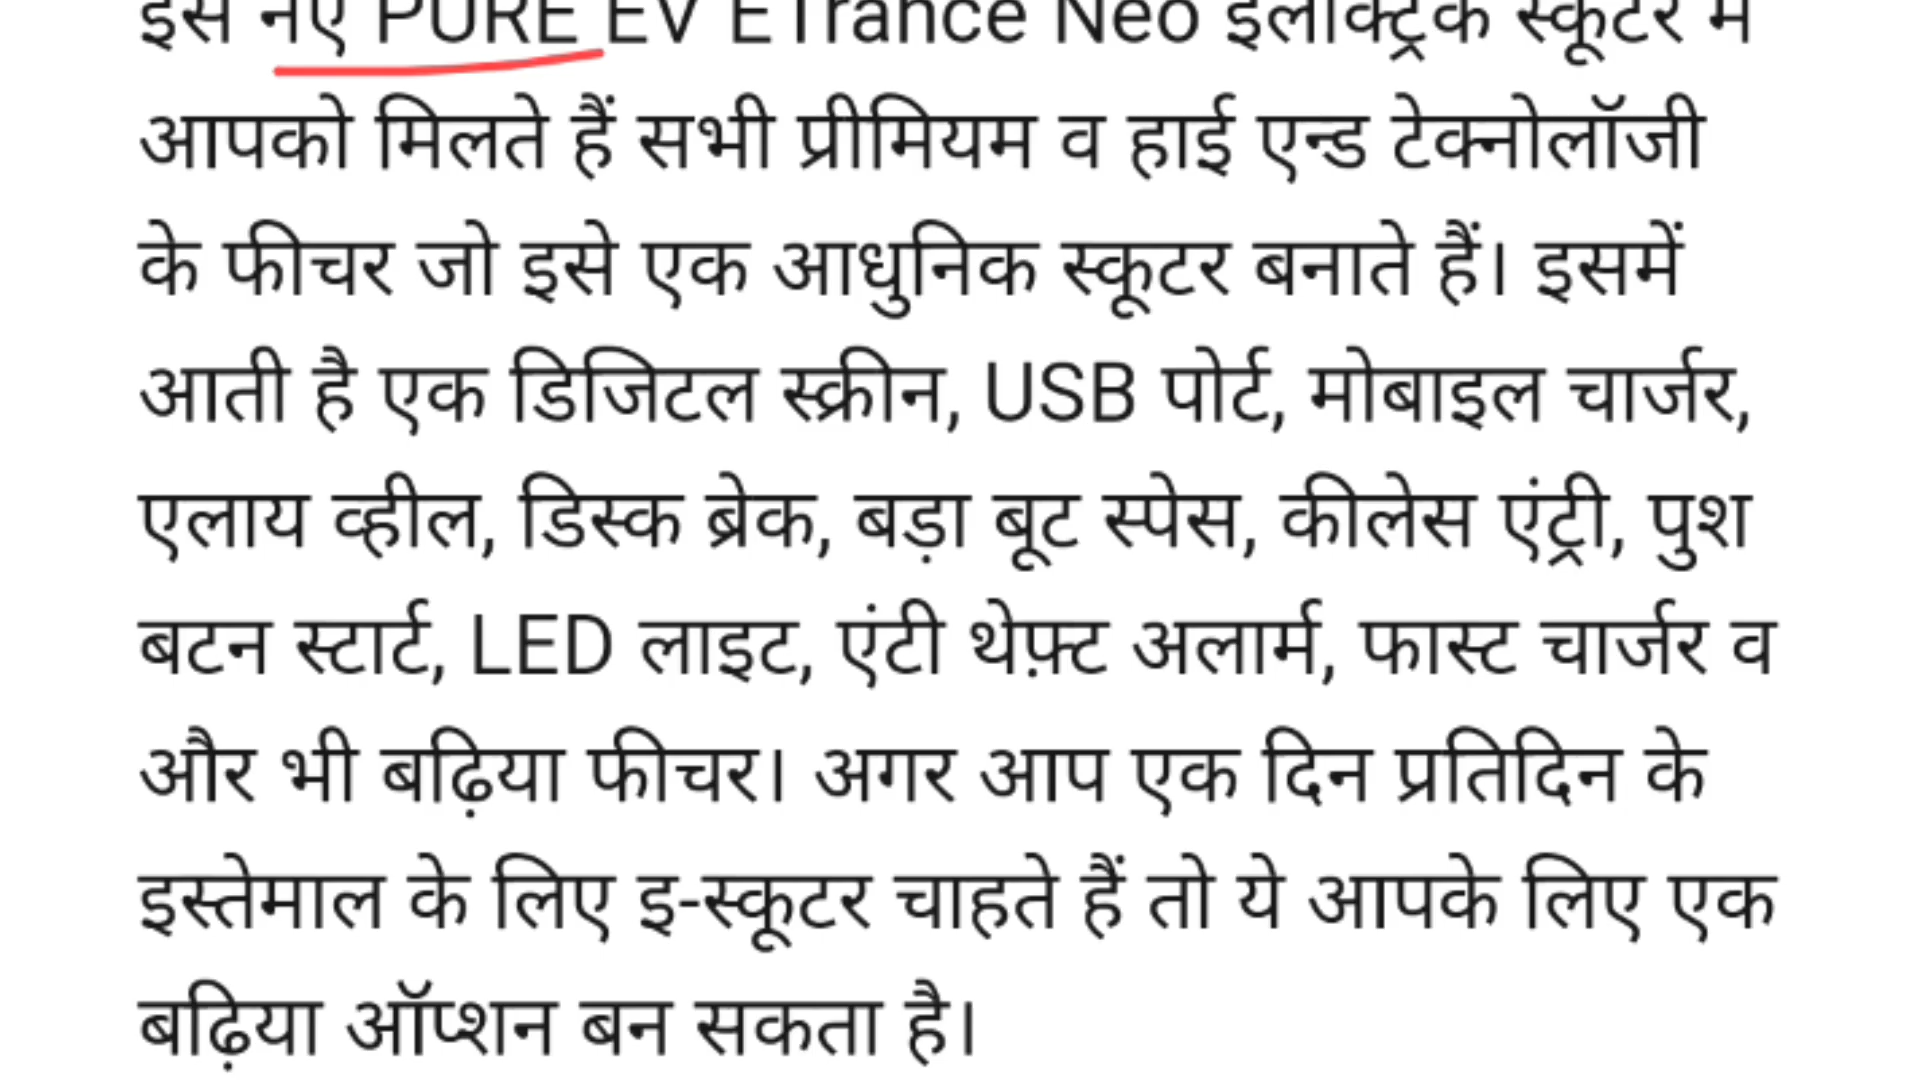 इस नए PURE EV ETrance Neo इलेक्ट्रिक स्कूटर में
आपको मिलते हैं सभी प्रीमियम व हाई एन्ड टेक्नोलॉजी
के फीचर जो इसे एक आधुनिक स्कूटर बनाते हैं। इसमें
आती है एक डिजिटल स्क्रीन, USB पोर्ट, मोबाइल चार्जर,
एलाय व्हील, डिस्क ब्रेक, बड़ा बूट स्पेस, कीलेस एंट्री, पुश
बटन स्टार्ट, LED लाइट, एंटी थेफ़्ट अलार्म, फास्ट चार्जर व
और भी बढ़िया फीचर। अगर आप एक दिन प्रतिदिन के
इस्तेमाल के लिए इ-स्कूटर चाहते हैं तो ये आपके लिए एक
बढ़िया ऑप्शन बन सकता है।